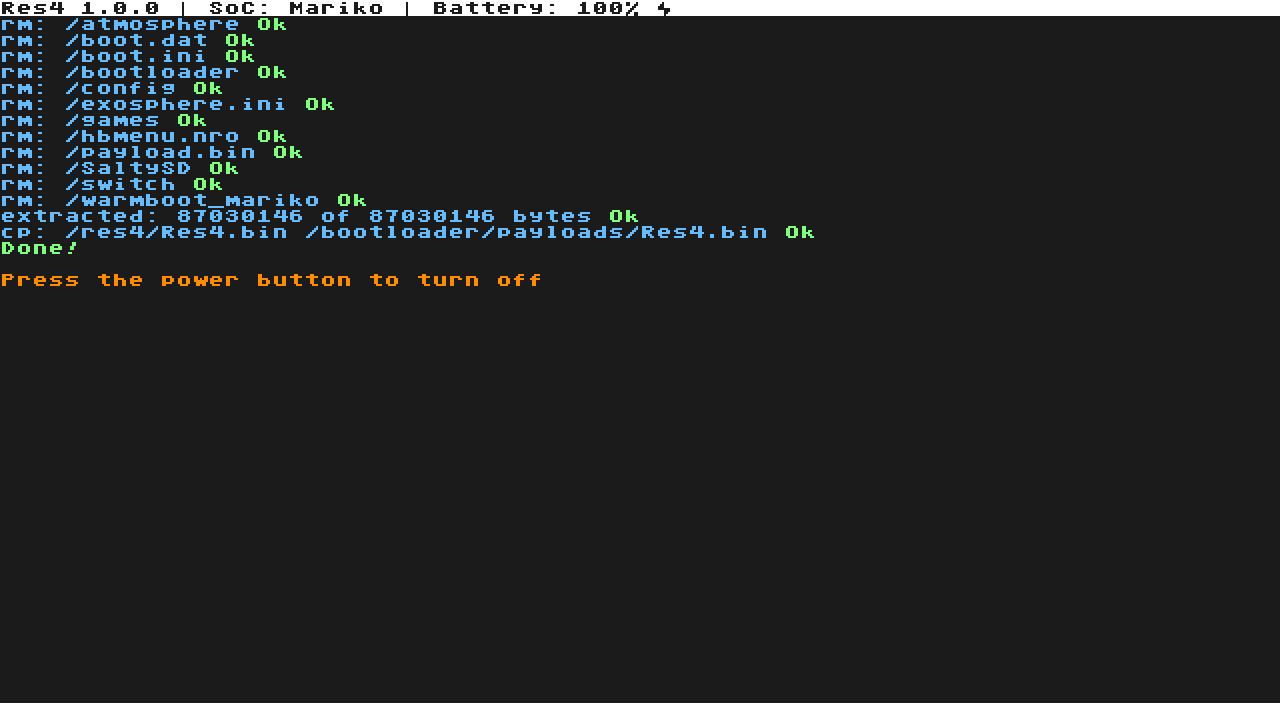 Res4 1.0.0 | SoC: Mariko | Battery: 100%
rm: /atmosphere Ok
rm: /boot.dat Ok
rm: /boot.ini Ok
rm: /bootloader Ok
rm: /config Ok
rm: /exosphere.ini Ok
rm: /games Ok
rm: /hbmenu.nro Ok
rm: /payload.bin Ok
rm: /SaltySD Ok
rm: /switch Ok
rm: /warmboot_mariko Ok
extracted: 87030146 of 87030146 bytes Ok
cp: /res4/Res4.bin /bootloader/payloads/Res4.bin Ok
Done!
Press the power button to turn off